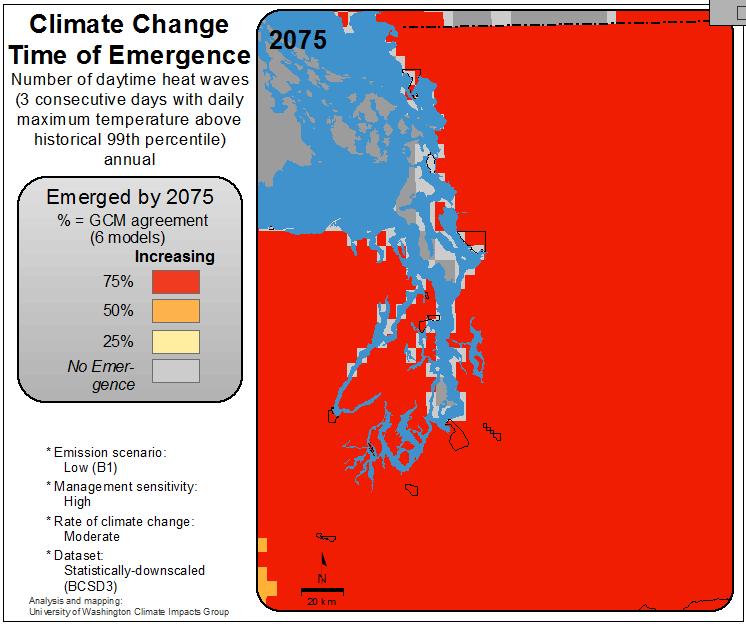 Climate Change
Time of Emergence
Number of daytime heat waves
(3 consecutive days with daily
maximum temperature above
historical 99th percentile)
annual
Emerged by 2075
% = GCM agreement
(6 models)
Increasing
75%
50%
25%
No Emer-
gence
* Emission scenario:
Low (B1)
* Management sensitivity:
High
* Rate of climate change:
Moderate
* Dataset:
Statistically-downscaled
(BCSD3)
Analysis and mapping:
University of Washington Climate Impacts Group
2075
N
20 km